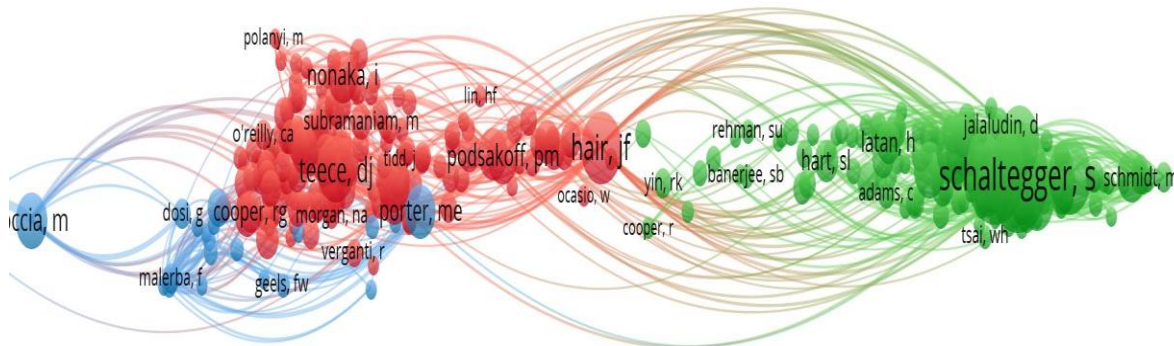 polanyi, m
nonaka, i
lin, hf
o'reilly, ca
subramaniam, m
tidd, j
teece, dj
podsakoff, pm
hair, jf
rehman, su
hart, sl
latan, h
jalaludin, d
banerjee, sb
yin, rk
ocasio, w
adams, c
schaltegger, s
schmidt, m
occia, m
dosi, g
cooper, rg
morgan, na
porter, me
cooper, r
tsai, wh
verganti, r
malerba, f
geels, fw